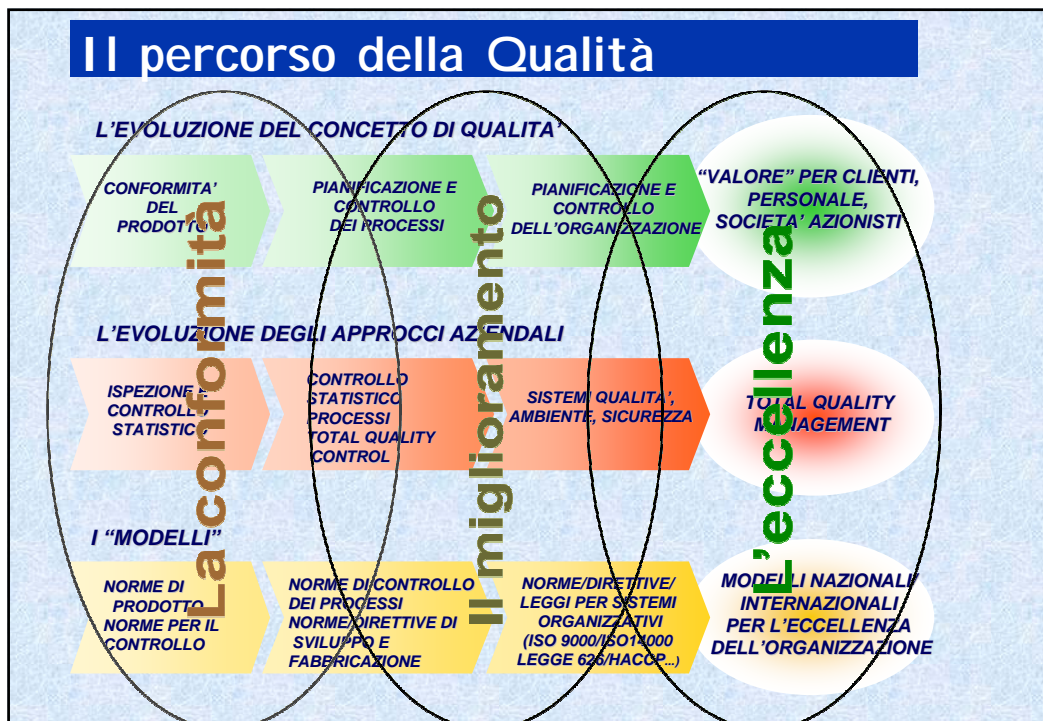 Il percorso della Qualità
L'EVOLUZIONE DEL CONCETTO DI QUALITA'
CONFORMITA'
DEL
PRODOTTO
PIANIFICAZIONE E
CONTROLLO
DEI PROCESSI
PIANIFICAZIONE E
CONTROLLO
DELL'ORGANIZZAZIONE
“VALORE” PER CLIENTI,
PERSONALE,
SOCIETA' AZIONISTI
L'EVOLUZIONE DEGLI APPROCCI AZIENDALI
ISPEZIONE E
CONTROLLO
STATISTICO
CONTROLLO
STATISTICO
PROCESSI
TOTAL QUALITY
CONTROL
SISTEMI QUALITA',
AMBIENTE, SICUREZZA
TOTAL QUALITY
MANAGEMENT
I “MODELLI”
NORME DI
PRODOTTO
NORME PER IL
CONTROLLO
NORME DI CONTROLLO
DEI PROCESSI
NORME/DIRETTIVE DI
SVILUPPO E
FABBRICAZIONE
NORME/DIRETTIVE/
LEGGI PER SISTEMI
ORGANIZZATIVI
(ISO 9000/ISO14000
LEGGE 626/HACCP...)
MODELLI NAZIONALI/
INTERNAZIONALI
PER L'ECCELLENZA
DELL'ORGANIZZAZIONE
La conformità
Il miglioramento
L'eccellenza